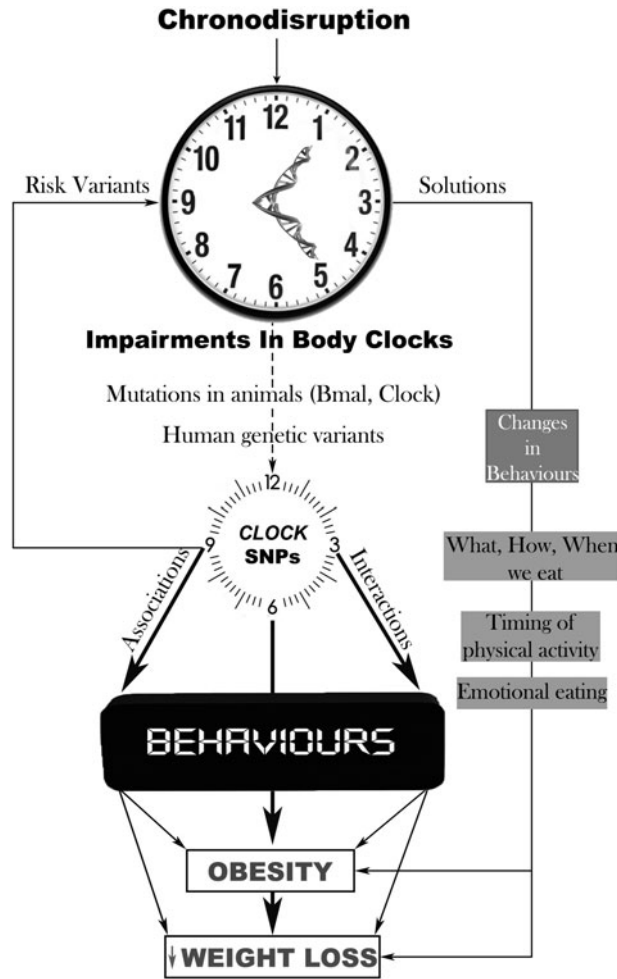 Chronodisruption
12
11
1
10
2
9
3
8
4
7
5
6
Risk Variants
Solutions
Impairments In Body Clocks
Mutations in animals (Bmal, Clock)
Human genetic variants
Changes
in
Behaviours
12
9
CLOCK
SNPs
3
6
Associations
Interactions
What, How, When
we eat
Timing of
physical activity
Emotional eating
BEHAVIOURS
OBESITY
↓ WEIGHT LOSS